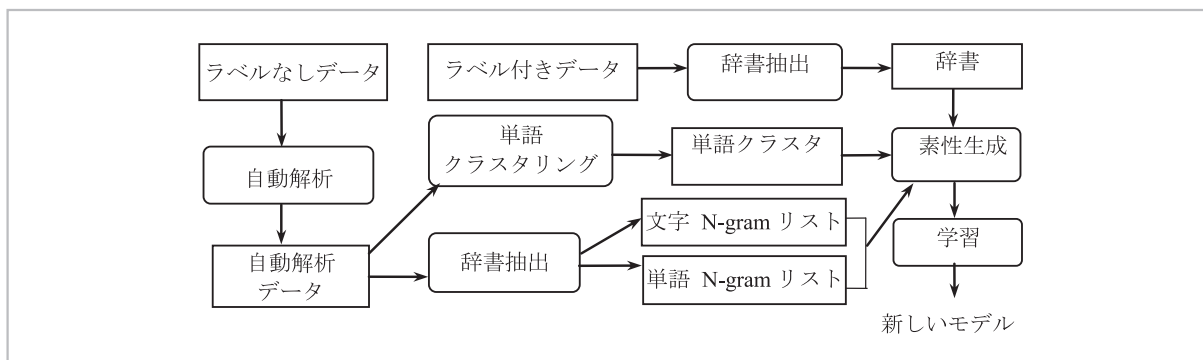 ラベルなしデータ
ラベル付きデータ
辞書抽出
辞書
単語
クラスタリング
単語クラスタ
素性生成
自動解析
文字 N-gram リスト
学習
自動解析
データ
辞書抽出
単語 N-gram リスト
新しいモデル